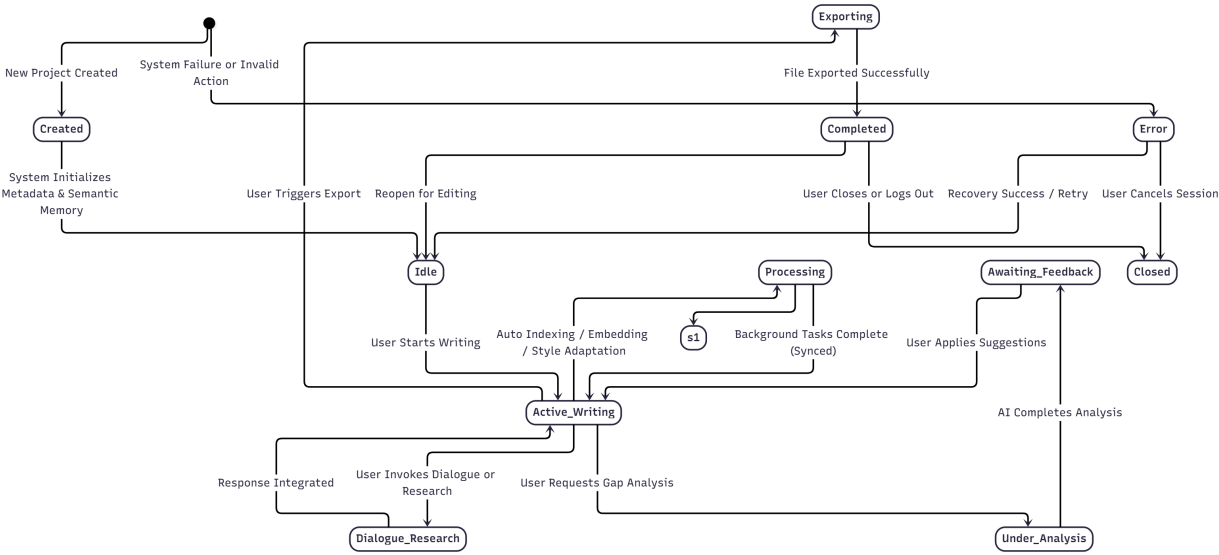 Exporting
New Project Created
System Failure or Invalid
Action
File Exported Successfully
Created
Completed
Error
System Initializes
Metadata & Semantic
Memory
User Triggers Export
Reopen for Editing
User Closes or Logs Out
Recovery Success / Retry
User Cancels Session
Idle
Processing
Awaiting_Feedback
Closed
User Starts Writing
Auto Indexing / Embedding
/ Style Adaptation
s1
Background Tasks Complete
(Synced)
User Applies Suggestions
Active_Writing
AI Completes Analysis
Response Integrated
User Invokes Dialogue or
Research
User Requests Gap Analysis
Dialogue_Research
Under_Analysis